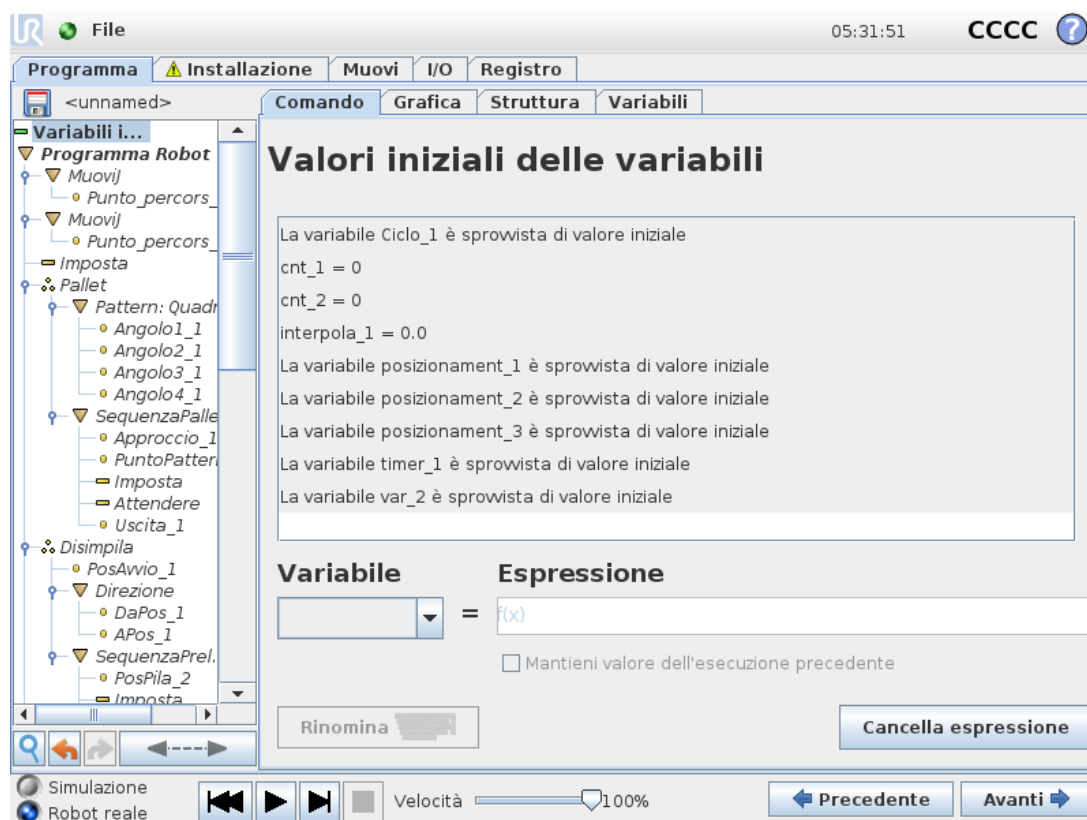 UR File 05:31:51 CCCC ?
Programma Installazione Muovi I/O Registro
<unnamed>
Comando Grafica Struttura Variabili
Variabili i...
Programma Robot
MuoviJ
Punto_percors_
MuoviJ
Punto_percors_
Imposta
Pallet
Pattern: Quadr
Angolo1_1
Angolo2_1
Angolo3_1
Angolo4_1
SequenzaPalle
Approccio_1
PuntoPatter
Imposta
Attendere
Uscita_1
Disimpila
PosAvvio_1
Direzione
DaPos_1
APos_1
SequenzaPrel.
PosPila_2
Imposta
Valori iniziali delle variabili
La variabile Ciclo_1 è sprovvista di valore iniziale
cnt_1 = 0
cnt_2 = 0
interpola_1 = 0.0
La variabile posizionament_1 è sprovvista di valore iniziale
La variabile posizionament_2 è sprovvista di valore iniziale
La variabile posizionament_3 è sprovvista di valore iniziale
La variabile timer_1 è sprovvista di valore iniziale
La variabile var_2 è sprovvista di valore iniziale
Variabile Espressione
= f(x)
Mantieni valore dell'esecuzione precedente
Rinomina
Cancella espressione
Simulazione
Robot reale
Velocità 100%
Precedente Avanti